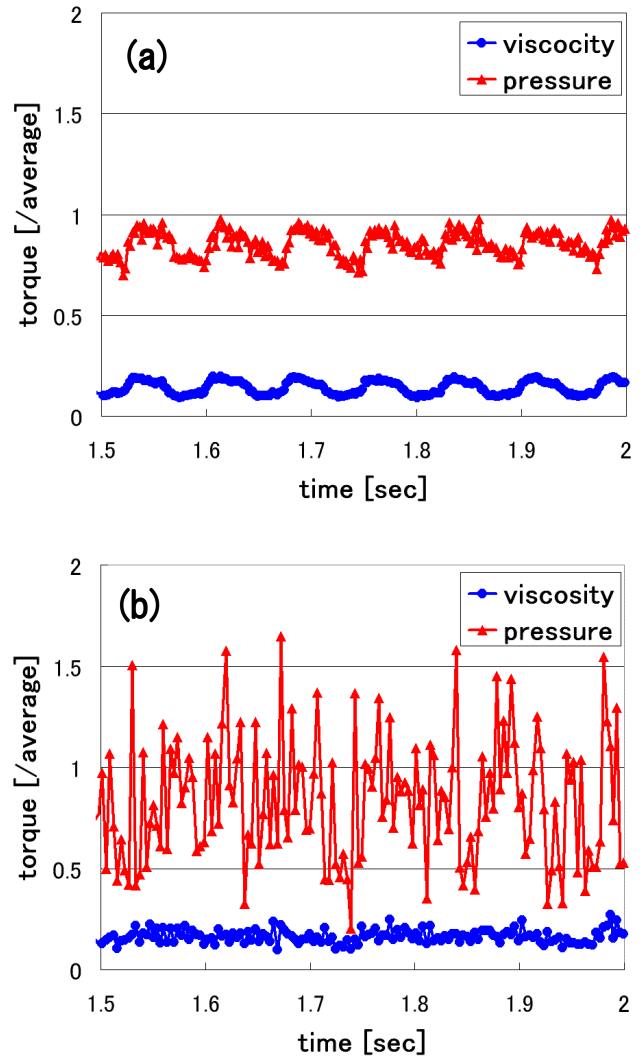 2
(a)
viscocity
pressure
1.5
1
0.5
0
torque [/average]
1.5 1.6 1.7 1.8 1.9 2
time [sec]
2
(b)
viscosity
pressure
1.5
1
0.5
0
torque [/average]
1.5 1.6 1.7 1.8 1.9 2
time [sec]